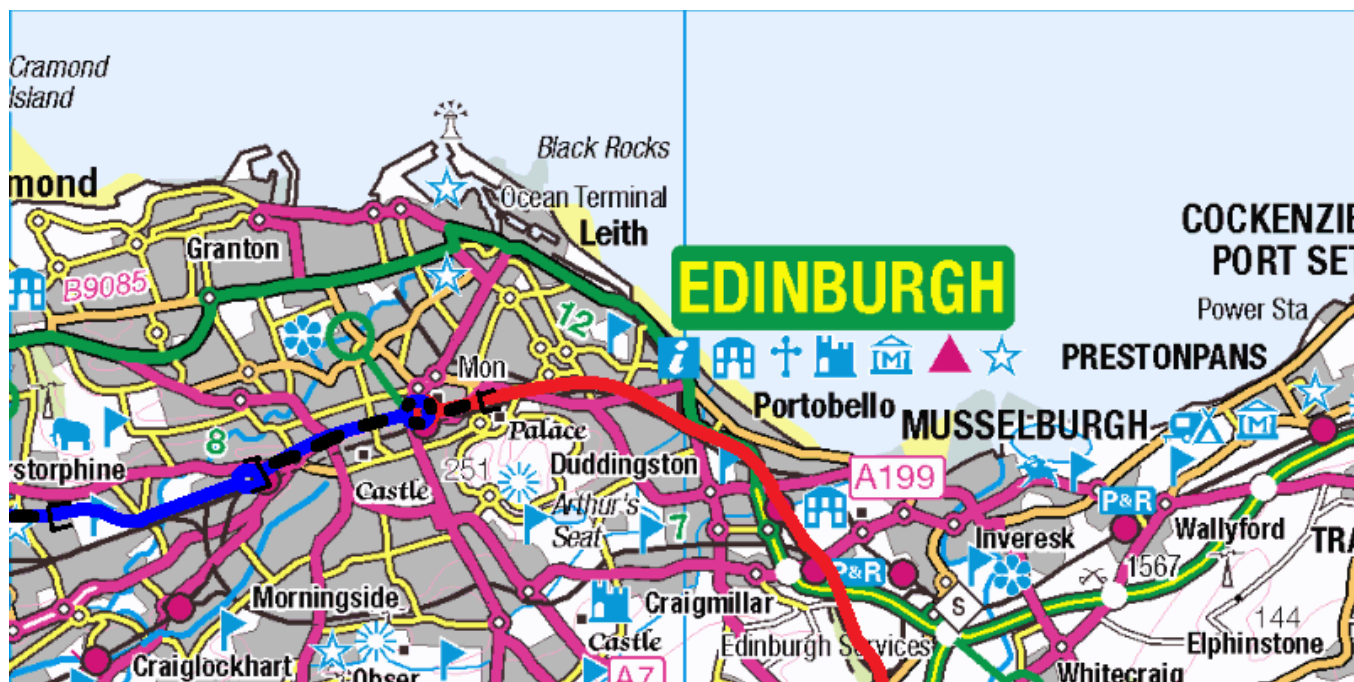 Cramond
Island
Black Rocks
mond
Ocean Terminal
Leith
COCKENZIE
Granton
PORT SET
B9085
EDINBURGH
Power Sta
12
i
M
PRESTONPANS
Mon
Portobello
MUSSELBURGH
M
8
Palace
rstorphine
251
Duddingston
A199
Castle
P&R
Arthur's
Seat
7
Wallyford
Inveresk
TRA
P&R
1567
Morningside
Craigmillar
S
144
Castle
Edinburgh Services
Elphinstone
Craiglockhart
Obser
A7
Whitecraig